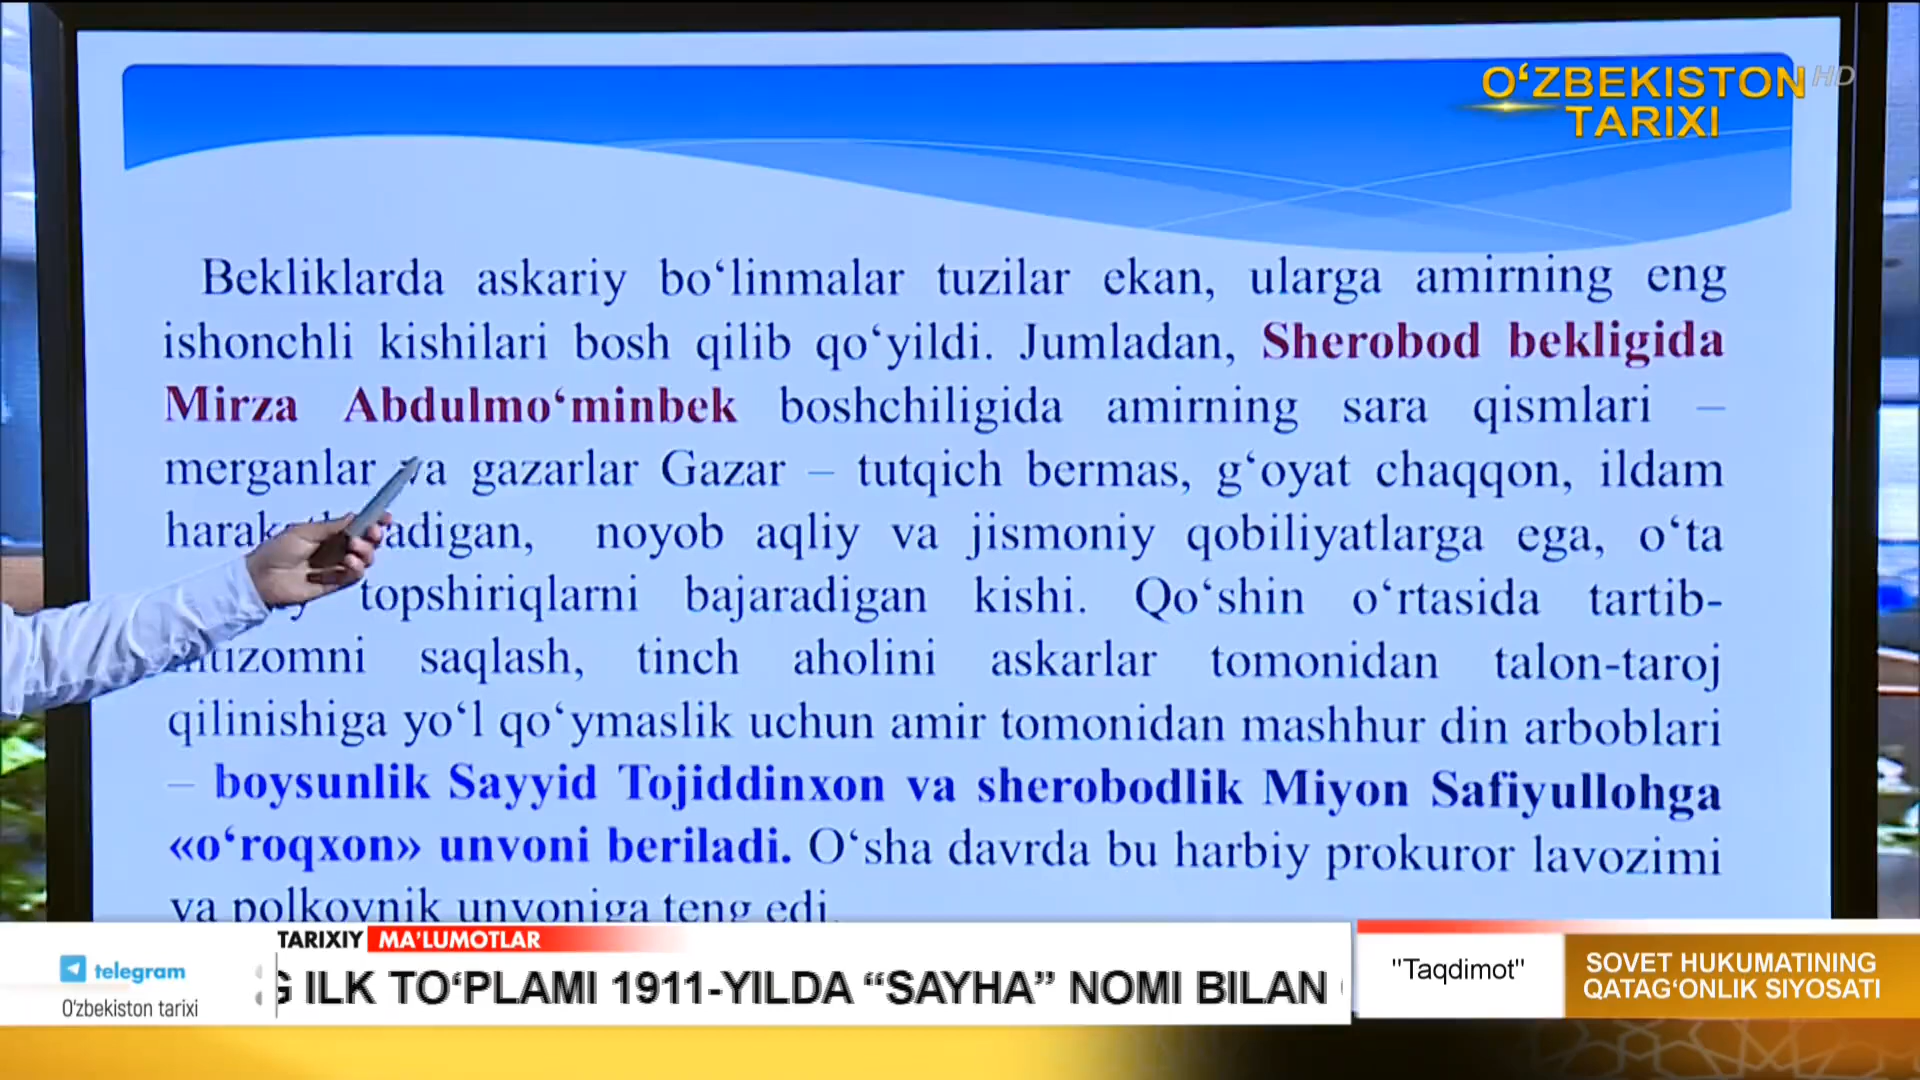 O‘ZBEKISTON HD
TARIXI
Bekliklarda askariy bo‘linmalar tuzilar ekan, ularga amirning eng
ishonchli kishilari bosh qilib qo‘yildi. Jumladan, Sherobod bekligida
Mirza Abdulmo‘minbek boshchiligida amirning sara qismlari –
merganlar va gazarlar Gazar – tutqich bermas, g‘oyat chaqqon, ildam
noyob aqliy va jismoniy qobiliyatlarga ega, o‘ta
topshiriqlarni bajaradigan kishi. Qo‘shin o‘rtasida tartib-
saqlash, tinch aholini askarlar tomonidan talon-taroj
qilinishiga yo‘l qo‘ymaslik uchun amir tomonidan mashhur din arboblari
– boysunlik Sayyid Tojiddinxon va sherobodlik Miyon Safiyullohga
«o‘roqxon» unvoni beriladi. O‘sha davrda bu harbiy prokuror lavozimi
va polkovnik unvoniga teng edi.
TARIXIY MA’LUMOTLAR
telegram
O‘zbekiston tarixi
ILK TO‘PLAMI 1911-YILDA “SAYHA” NOMI BILAN
"Taqdimot"
SOVET HUKUMATINING
QATAG‘ONLIK SIYOSATI